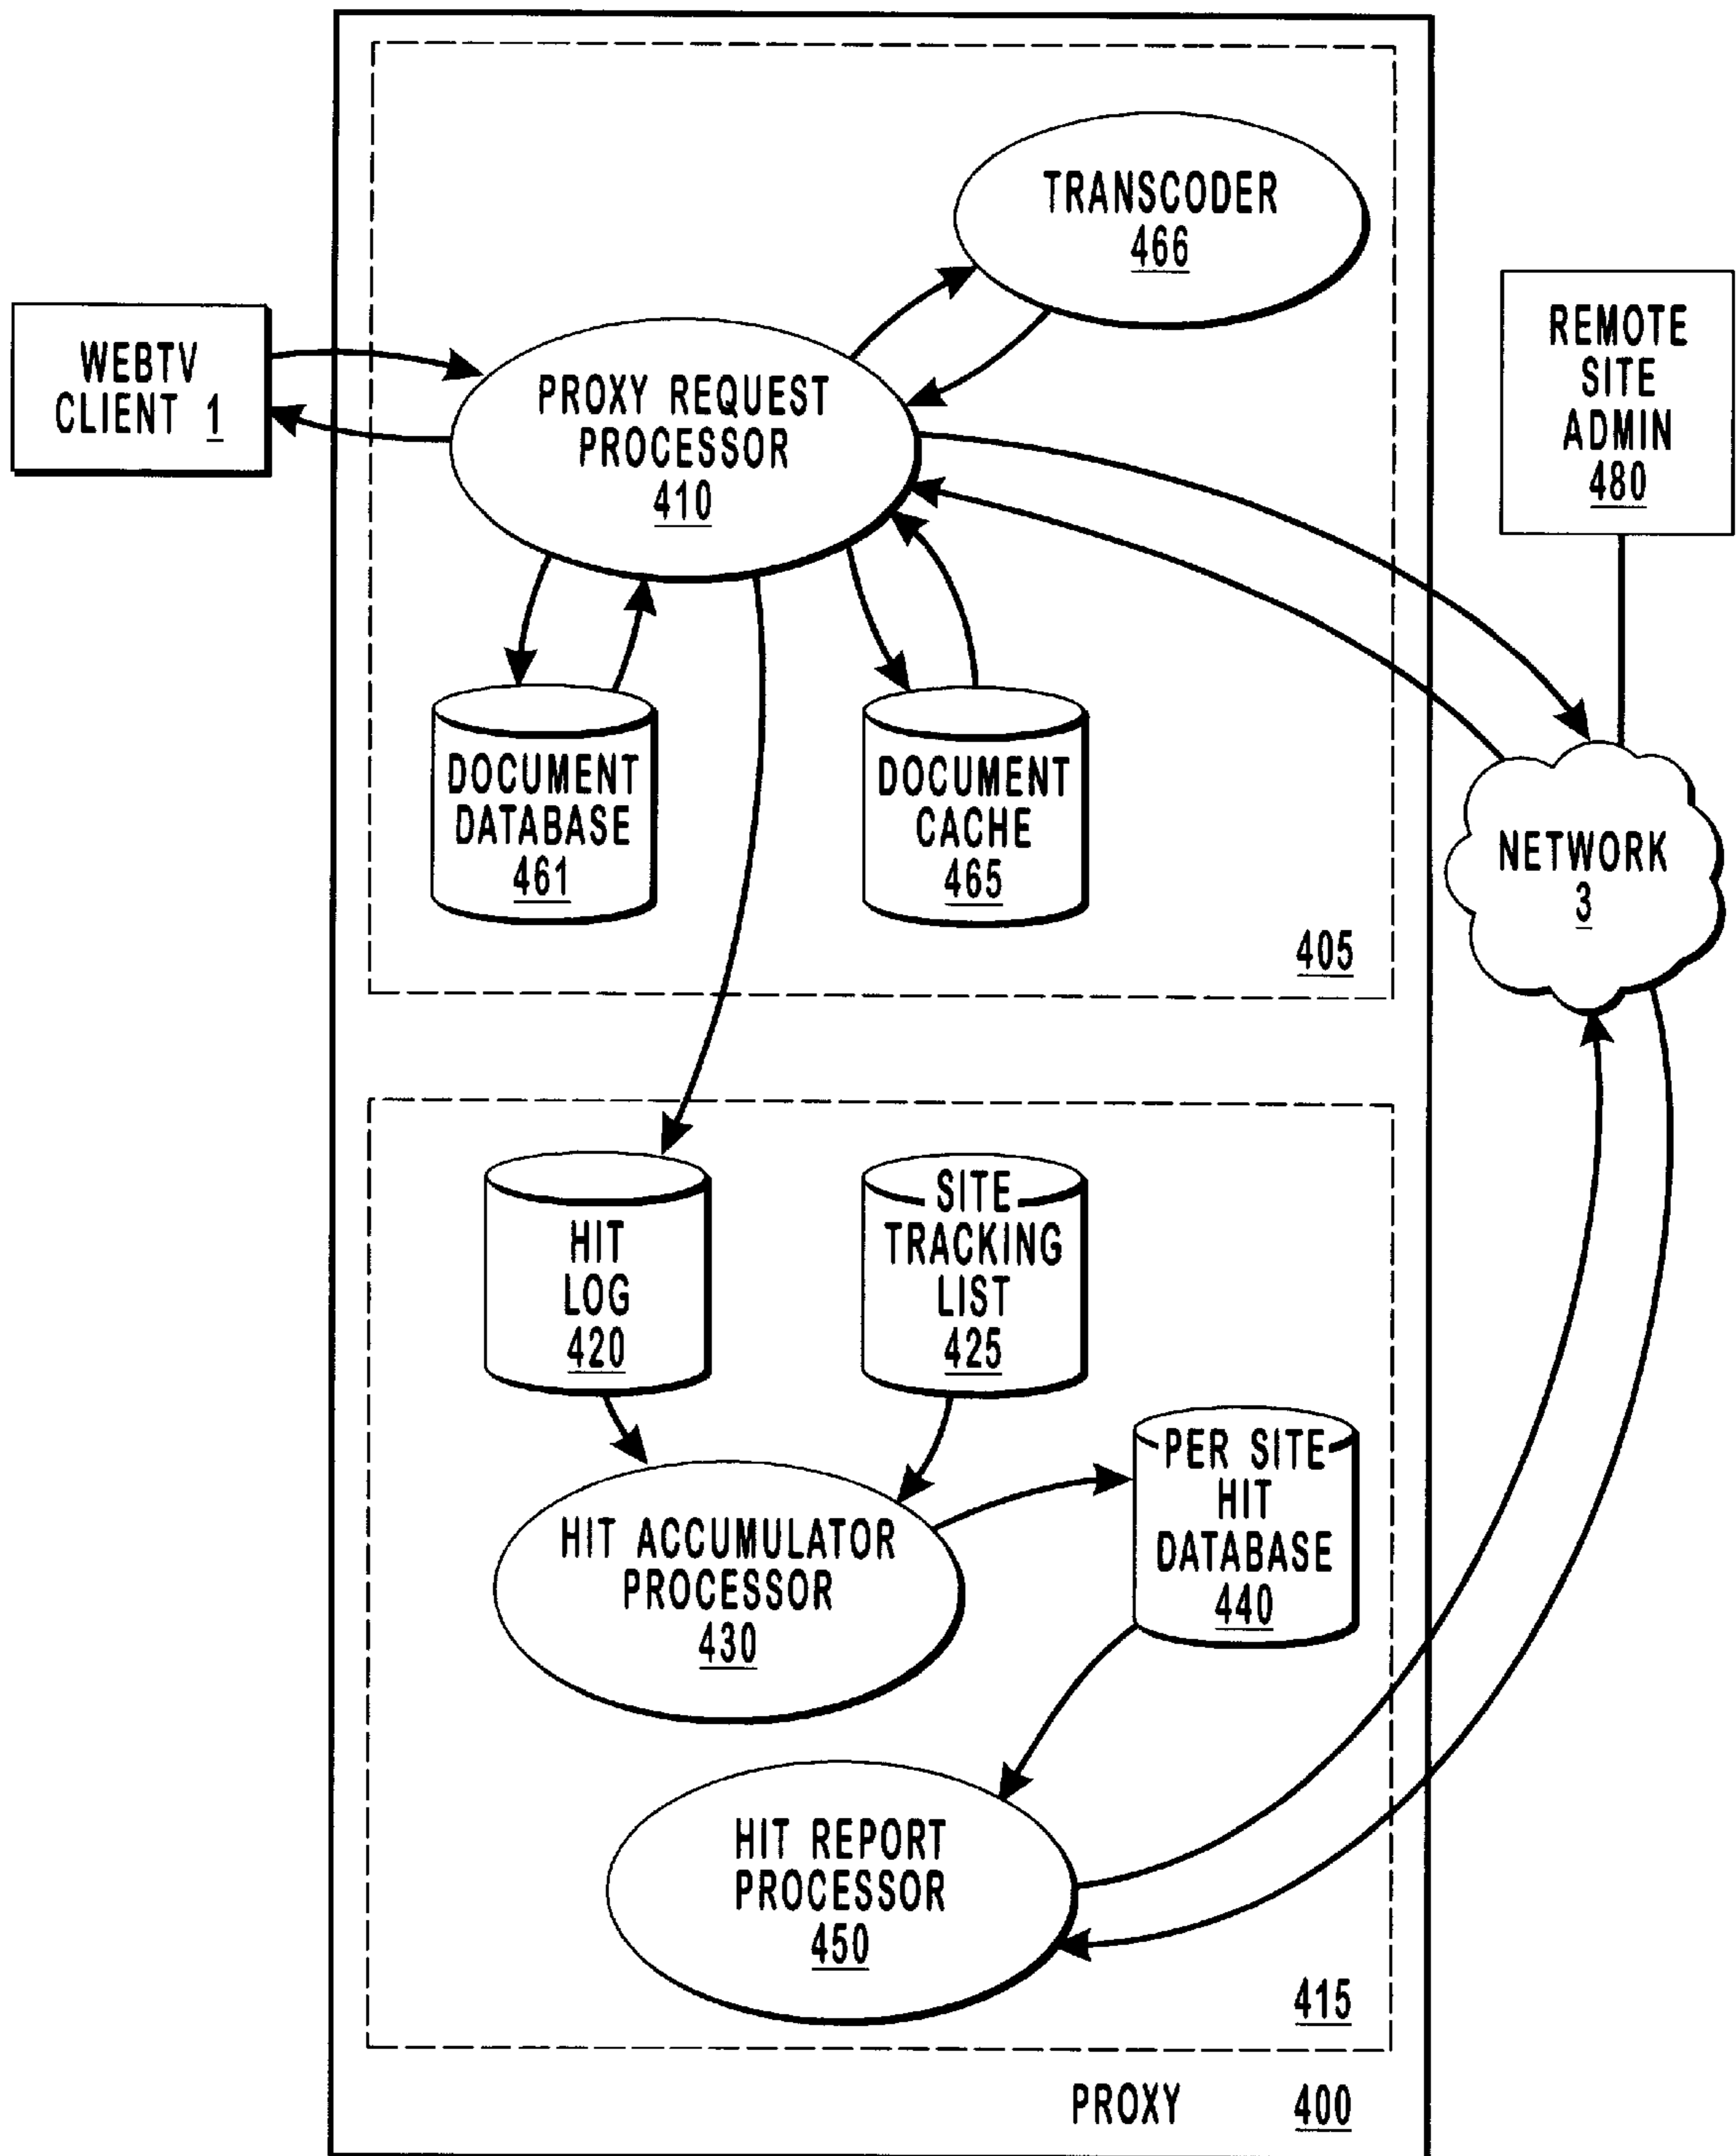 TRANSCODER
466
WEBTV
CLIENT 1
PROXY REQUEST
PROCESSOR
410
REMOTE
SITE
ADMIN
480
DOCUMENT
DATABASE
461
DOCUMENT
CACHE
465
NETWORK
3
405
HIT
LOG
420
SITE
TRACKING
LIST
425
PER SITE
HIT
DATABASE
440
HIT ACCUMULATOR
PROCESSOR
430
HIT REPORT
PROCESSOR
450
415
PROXY 400